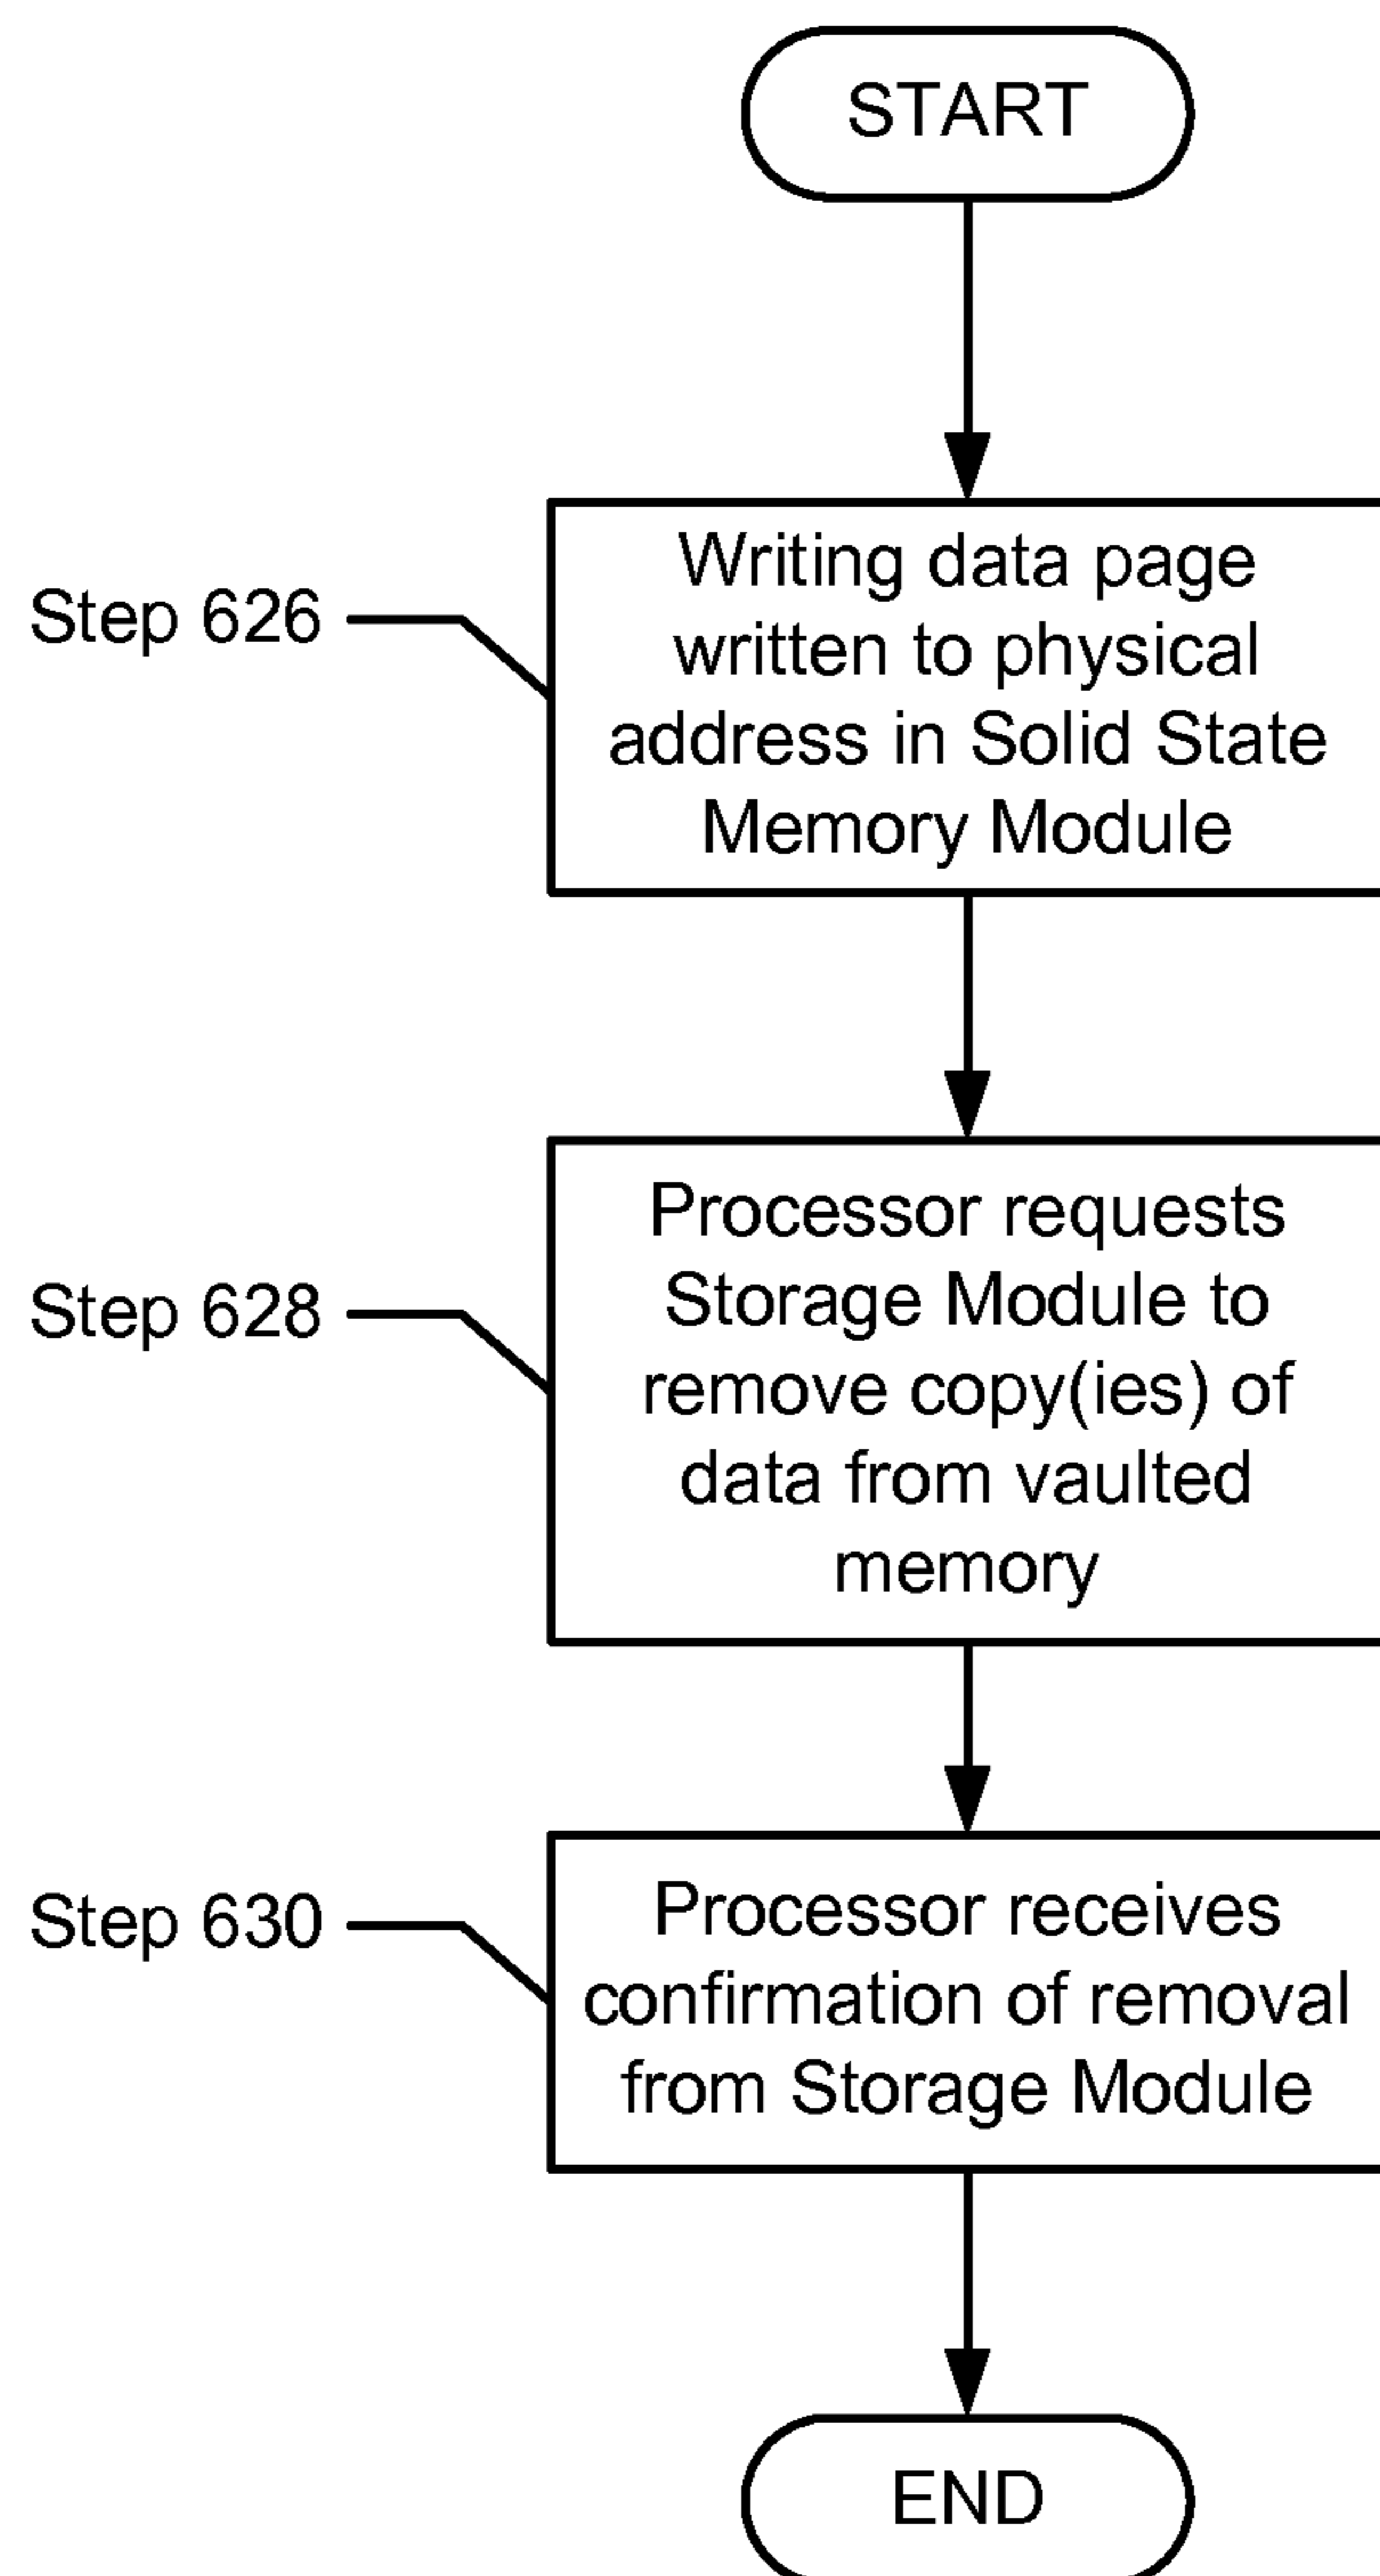 START
Step 626
Writing data page
written to physical
address in Solid State
Memory Module
Step 628
Processor requests
Storage Module to
remove copy(ies) of
data from vaulted
memory
Step 630
Processor receives
confirmation of removal
from Storage Module
END